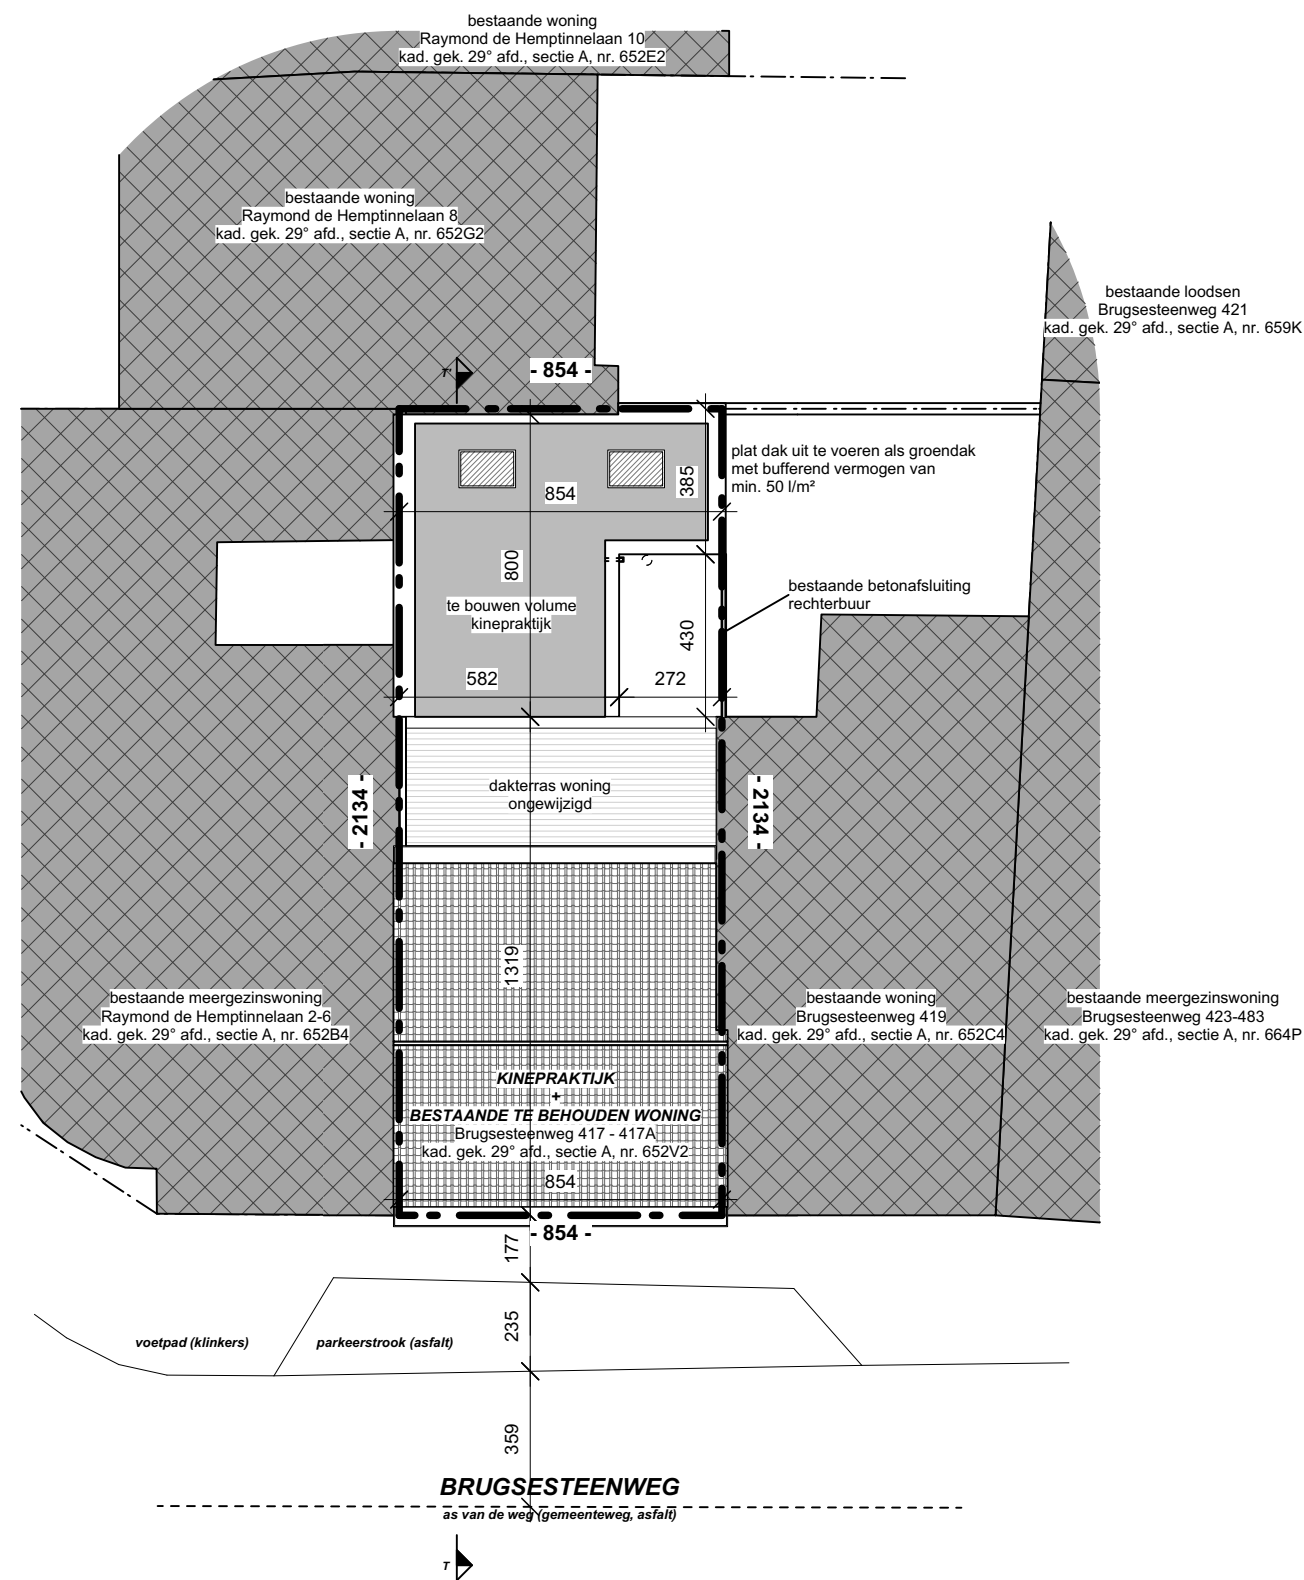 bestaande woning
Raymond de Hemptinnelaan 10
kad. gek. 29° afd., sectie A, nr. 652E2
bestaande woning
Raymond de Hemptinnelaan 8
kad. gek. 29° afd., sectie A, nr. 652G2
bestaande loodsen
Brugsesteenweg 421
kad. gek. 29° afd., sectie A, nr. 659K
T'
- 854 -
plat dak uit te voeren als groendak
met bufferend vermogen van
min. 50 l/m²
385
854
800
bestaande betonafsluiting
rechterbuur
te bouwen volume
kinepraktijk
430
582
272
dakterras woning
ongewijzigd
- 2134 -
- 2134 -
1319
bestaande meergezinswoning
Raymond de Hemptinnelaan 2-6
kad. gek. 29° afd., sectie A, nr. 652B4
bestaande woning
Brugsesteenweg 419
kad. gek. 29° afd., sectie A, nr. 652C4
bestaande meergezinswoning
Brugsesteenweg 423-483
kad. gek. 29° afd., sectie A, nr. 664P
KINEPRAKTIJK
+
BESTAANDE TE BEHOUDEN WONING
Brugsesteenweg 417 - 417A
kad. gek. 29° afd., sectie A, nr. 652V2
854
- 854 -
177
235
voetpad (klinkers)
parkeerstrook (asfalt)
359
BRUGSESTEENWEG
as van de weg (gemeenteweg, asfalt)
T